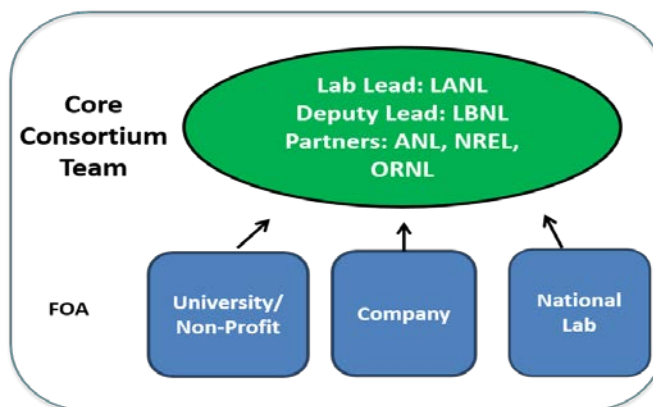 Core
Consortium
Team
Lab Lead: LANL
Deputy Lead: LBNL
Partners: ANL, NREL,
ORNL
FOA
University/
Non-Profit
Company
National
Lab